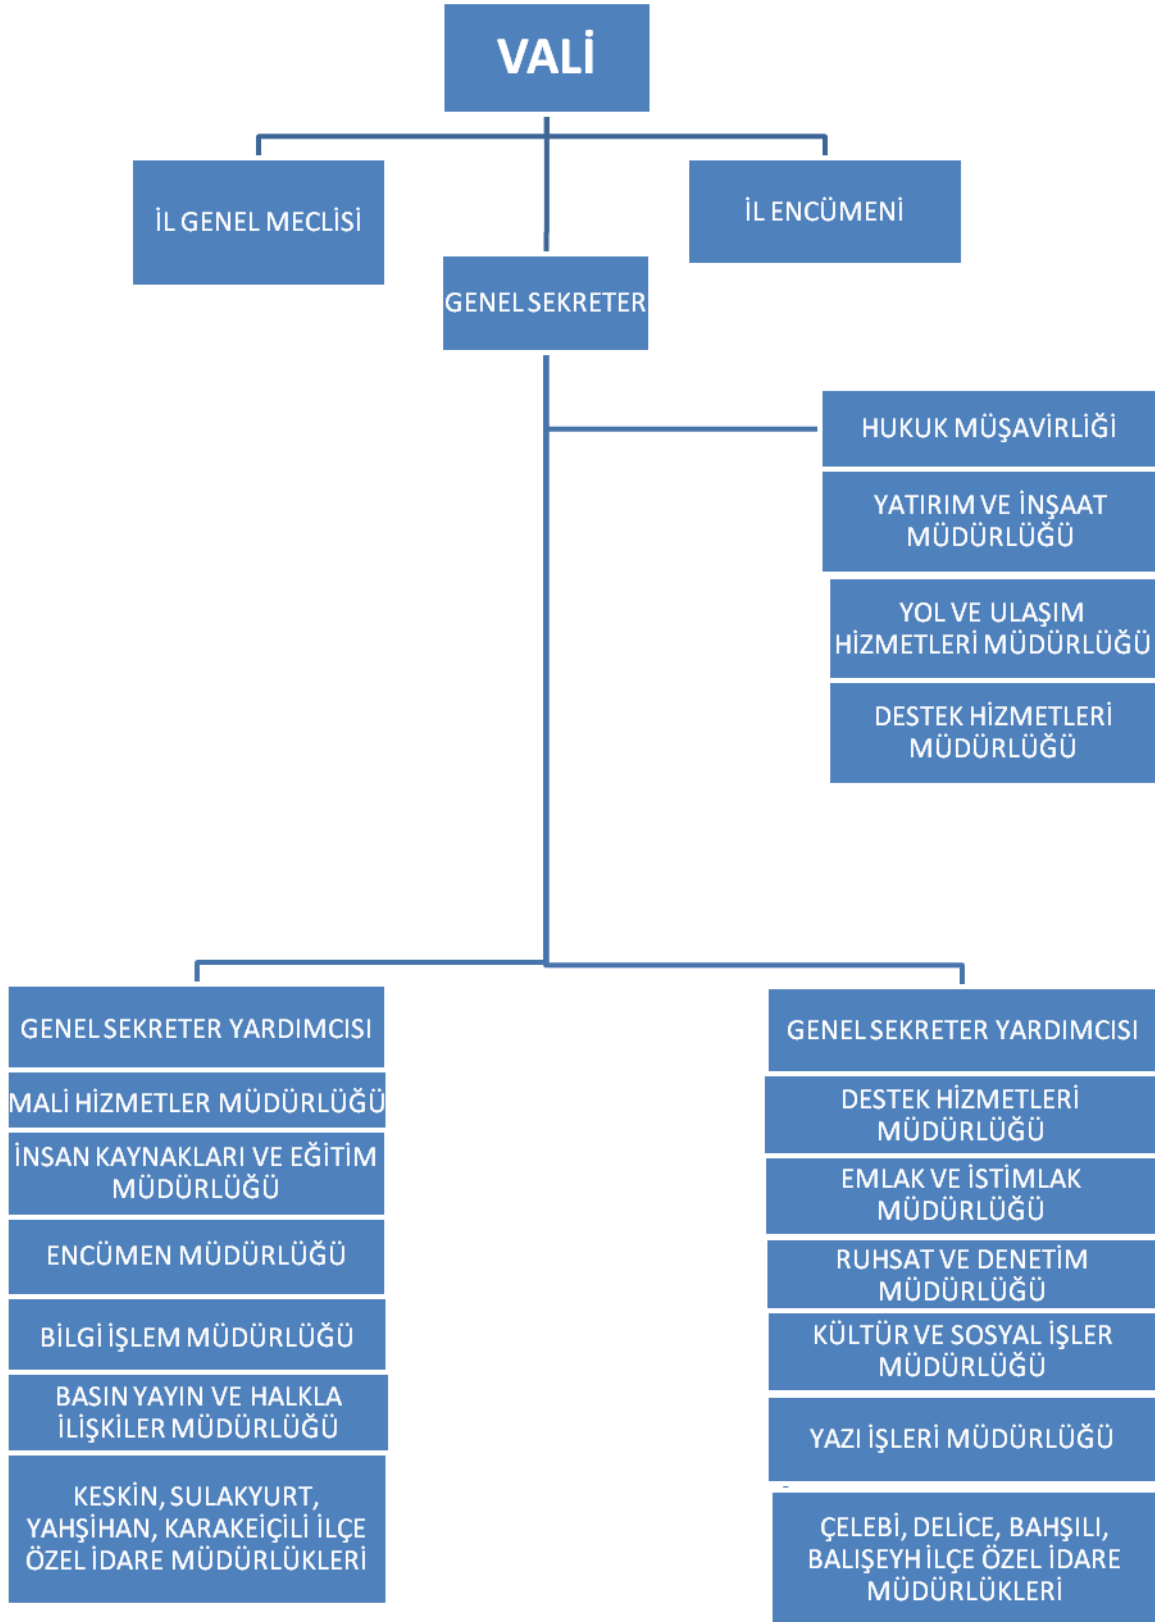 VALİ
İL GENEL MECLİSİ
İL ENCÜMENİ
GENEL SEKRETER
HUKUK MÜŞAVİRLİĞİ
YATIRIM VE İNŞAAT
MÜDÜRLÜĞÜ
YOL VE ULAŞIM
HİZMETLERİ MÜDÜRLÜĞÜ
DESTEK HİZMETLERİ
MÜDÜRLÜĞÜ
GENEL SEKRETER YARDIMCISI
MALİ HİZMETLER MÜDÜRLÜĞÜ
İNSAN KAYNAKLARI VE EĞİTİM
MÜDÜRLÜĞÜ
ENCÜMEN MÜDÜRLÜĞÜ
BİLGİ İŞLEM MÜDÜRLÜĞÜ
BASIN YAYIN VE HALKLA
İLİŞKİLER MÜDÜRLÜĞÜ
KESKİN, SULAKYURT,
YAHŞİHAN, KARAKEİÇİLİ İLÇE
ÖZEL İDARE MÜDÜRLÜKLERİ
GENEL SEKRETER YARDIMCISI
DESTEK HİZMETLERİ
MÜDÜRLÜĞÜ
EMLAK VE İSTİMLAK
MÜDÜRLÜĞÜ
RUHSAT VE DENETİM
MÜDÜRLÜĞÜ
KÜLTÜR VE SOSYAL İŞLER
MÜDÜRLÜĞÜ
YAZI İŞLERİ MÜDÜRLÜĞÜ
ÇELEBİ, DELİCE, BAHŞILI,
BALIŞEYH İLÇE ÖZEL İDARE
MÜDÜRLÜKLERİ